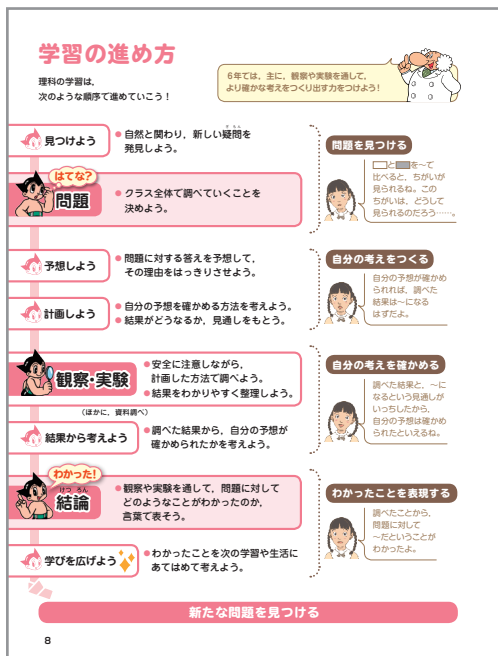 学習の進め方
理科の学習は,
次のような順序で進めていこう！
6年では，主に，観察や実験を通して，
より確かな考えをつくり出す力をつけよう！
見つけよう
●自然と関わり，新しい疑問を
ぎ もん
発見しよう。
はてな?
問題
●クラス全体で調べていくことを
決めよう。
問題を見つける
□と■を～て
比べると、ちがいが
見られるね。この
ちがいは，どうして
見られるのだろう……。
予想しよう
●問題に対する答えを予想して，
その理由をはっきりさせよう。
計画しよう
●自分の予想を確かめる方法を考えよう。
●結果がどうなるか，見通しをもとう。
自分の考えをつくる
自分の予想が確かめ
られれば，調べた
結果は～になる
はずだよ。
観察・実験
●安全に注意しながら，
計画した方法で調べよう。
●結果をわかりやすく整理しよう。
（ほかに，資料調べ）
結果から考えよう
●調べた結果から，自分の予想が
確かめられたかを考えよう。
自分の考えを確かめる
調べた結果と，～に
なるという見通しが
いっちしたから，
自分の予想は確かめ
られたといえるね。
わかった!
けつ ろん
結論
●観察や実験を通して，問題に対して
どのようなことがわかったのか，
言葉で表そう。
学びを広げよう
●わかったことを次の学習や生活に
あてはめて考えよう。
わかったことを表現する
調べたことから，
問題に対して
～だということが
わかったよ。
新たな問題を見つける
8